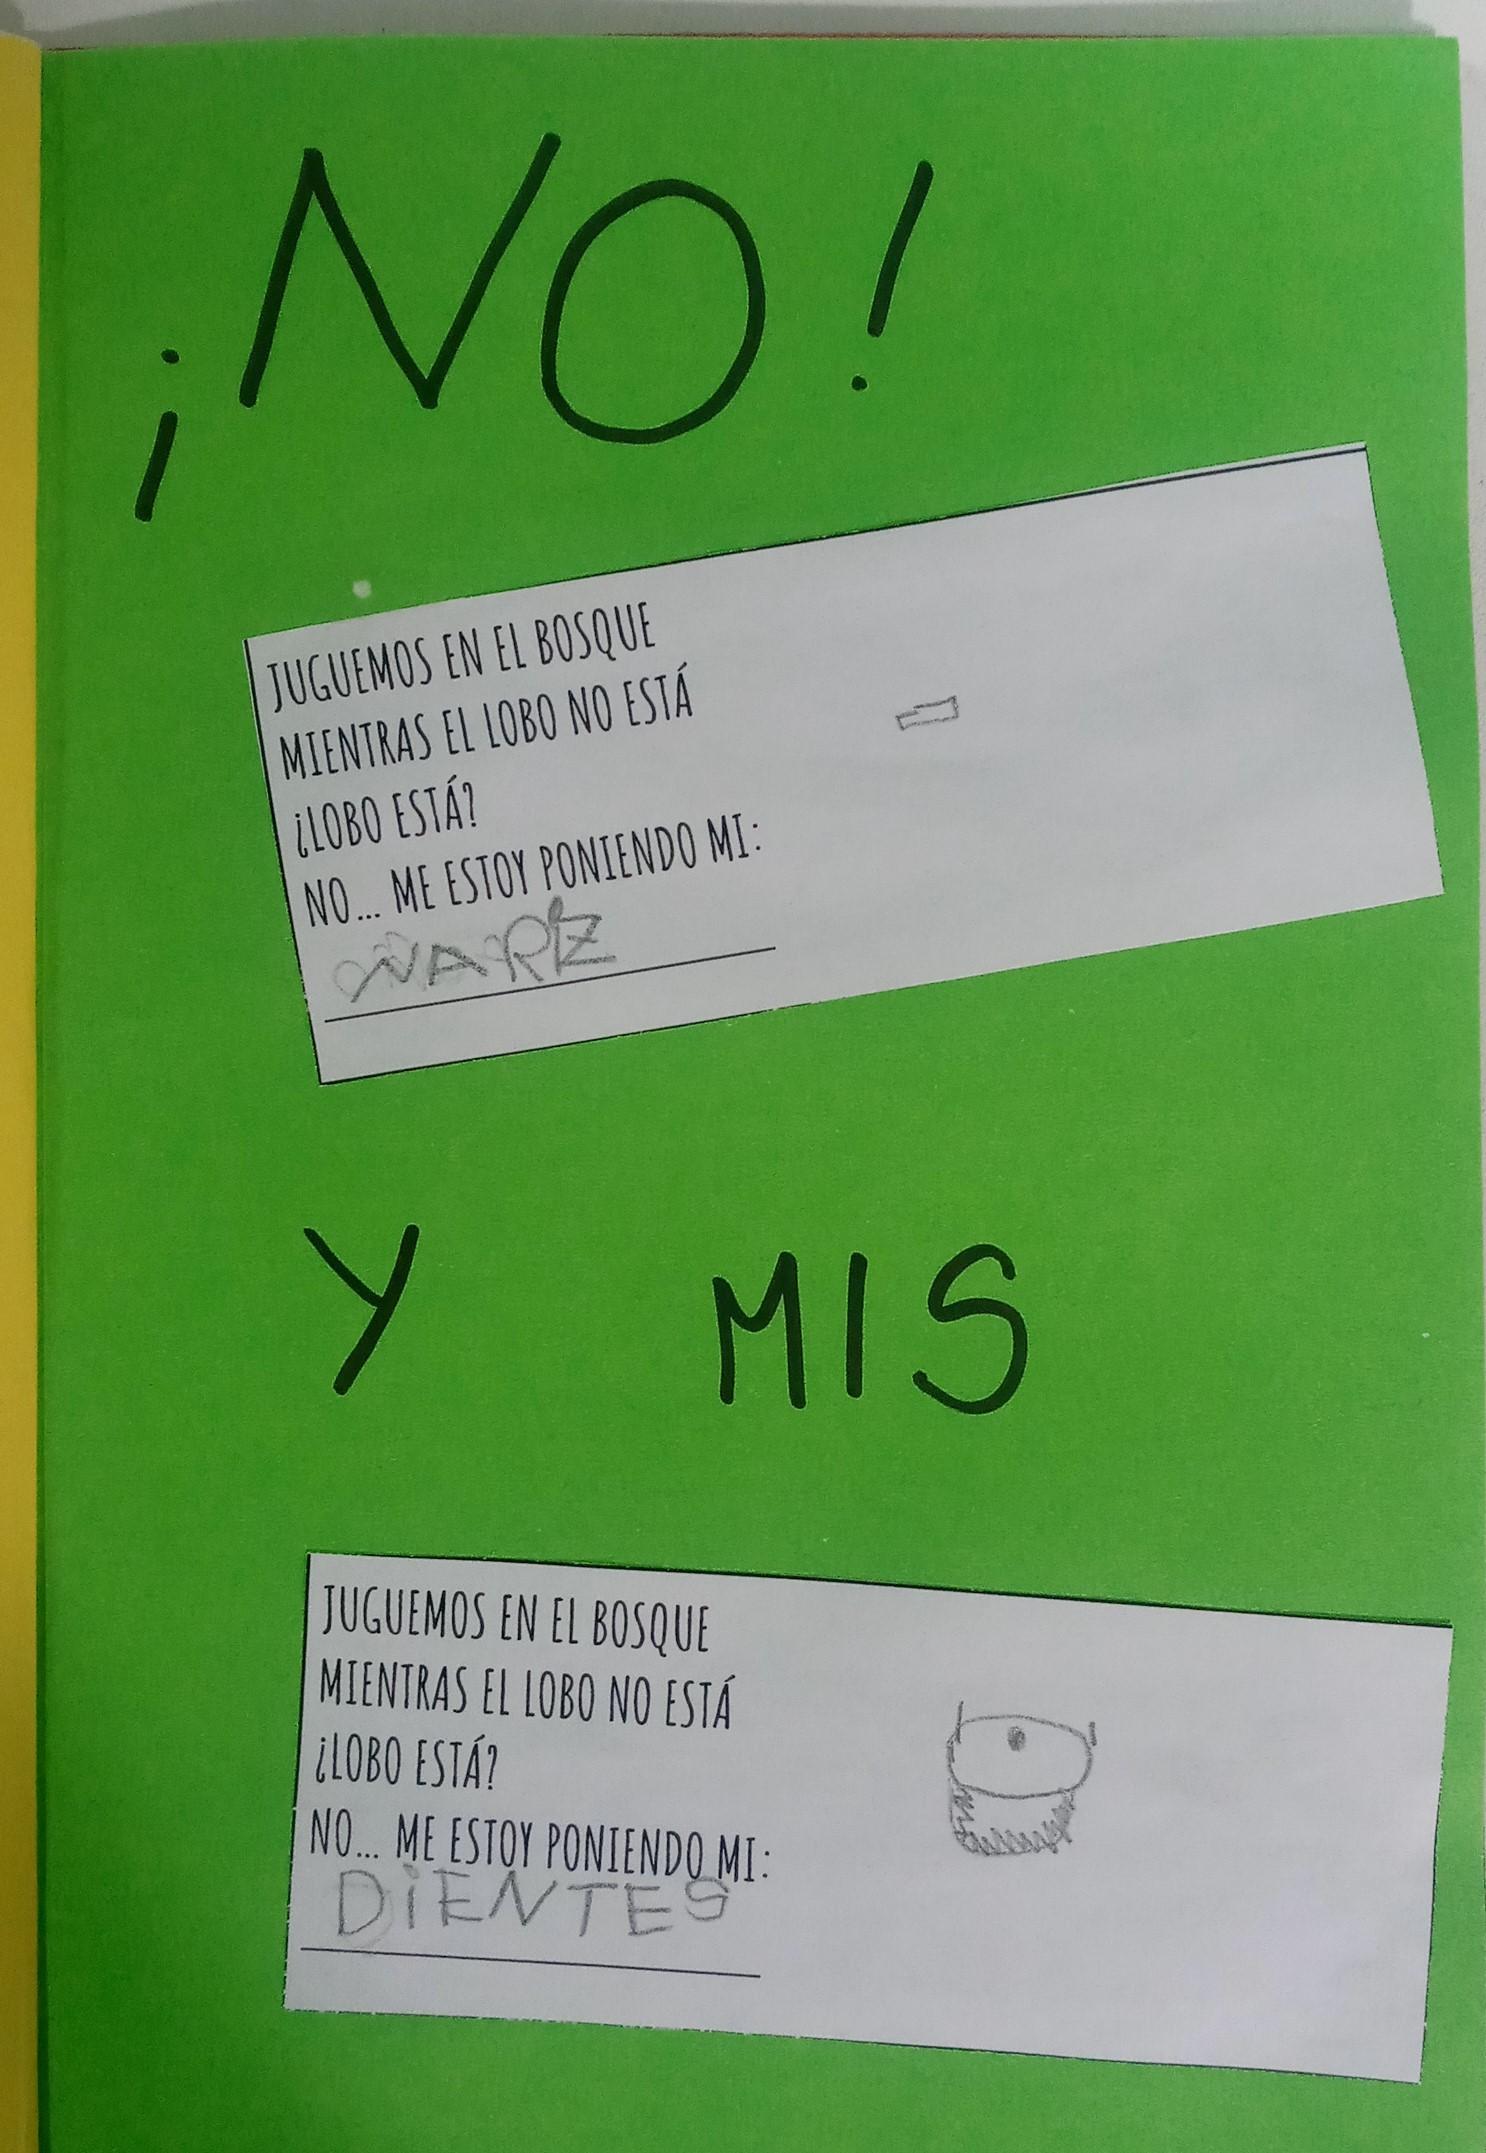 ¡NO!
JUGUEMOS EN EL BOSQUE
MIENTRAS EL LOBO NO ESTÁ
¿LOBO ESTÁ?
NO... ME ESTOY PONIENDO MI:
NARIZ
Y MIS
JUGUEMOS EN EL BOSQUE
MIENTRAS EL LOBO NO ESTÁ
¿LOBO ESTÁ?
NO... ME ESTOY PONIENDO MI:
DIENTES